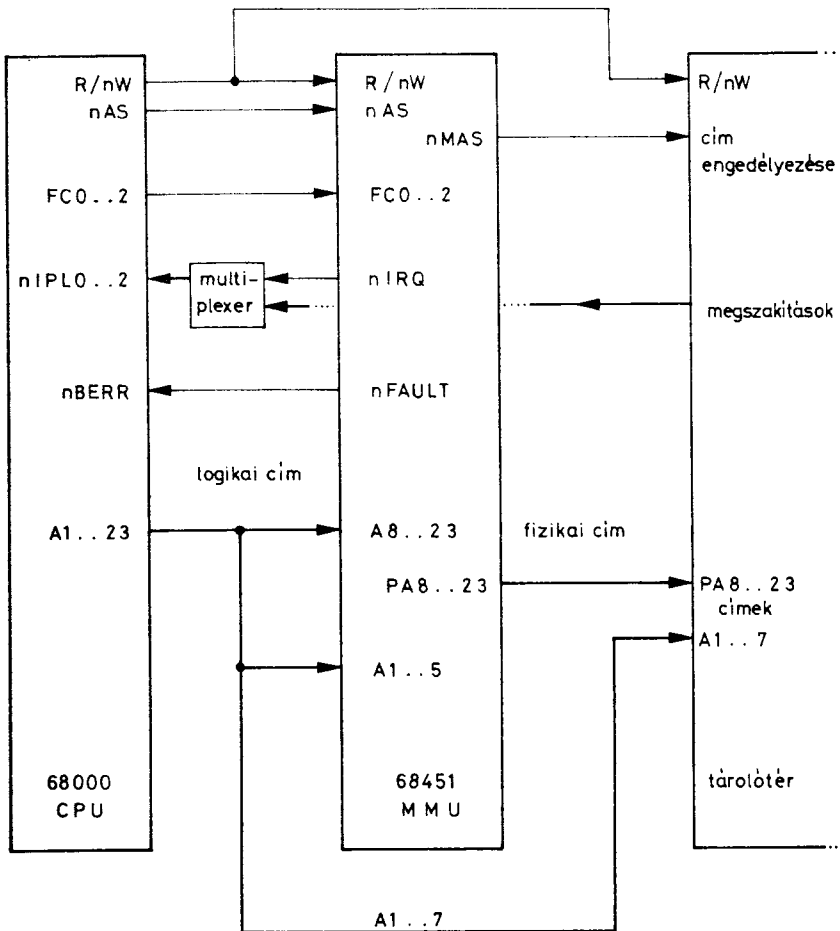 R/nW
nAS
FC0..2
nIPL0..2
nBERR
A1..23
68000
CPU
multi-
plexer
logikai cím
R/nW
nAS
nMAS
FC0..2
nIRQ
nFAULT
A8..23
PA8..23
A1..5
68451
MMU
fizikai cím
R/nW
cím
engedélyezése
megszakítások
PA8..23
címek
A1..7
tárolótér
A1..7